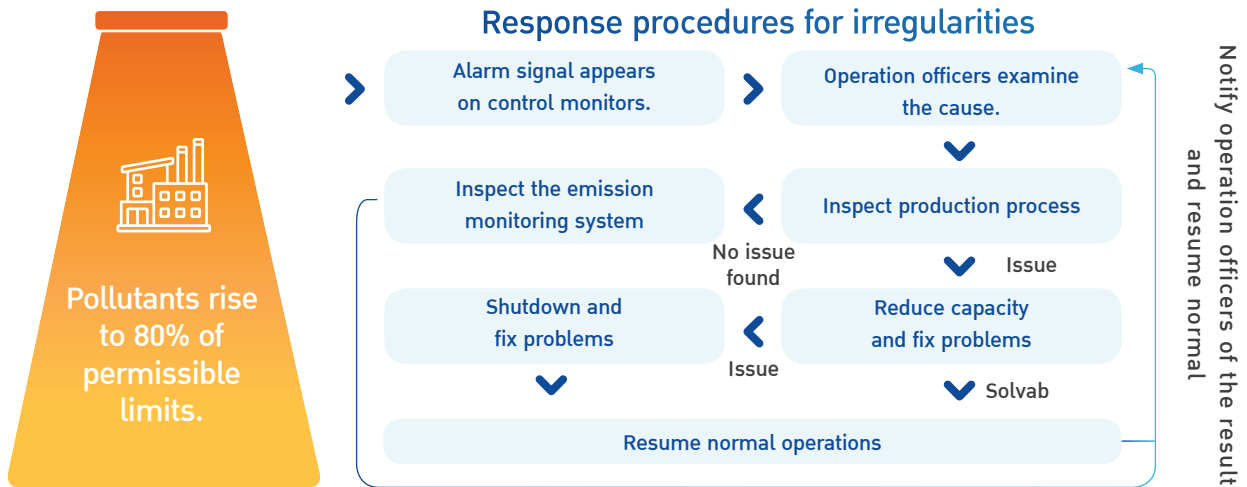 Response procedures for irregularities
Pollutants rise
to 80% of
permissible
limits.
Alarm signal appears
on control monitors.
Operation officers examine
the cause.
Inspect the emission
monitoring system
Inspect production process
No issue
found
Issue
Shutdown and
fix problems
Reduce capacity
and fix problems
Issue
Solvab
Resume normal operations
Notify operation officers of the result
and resume normal